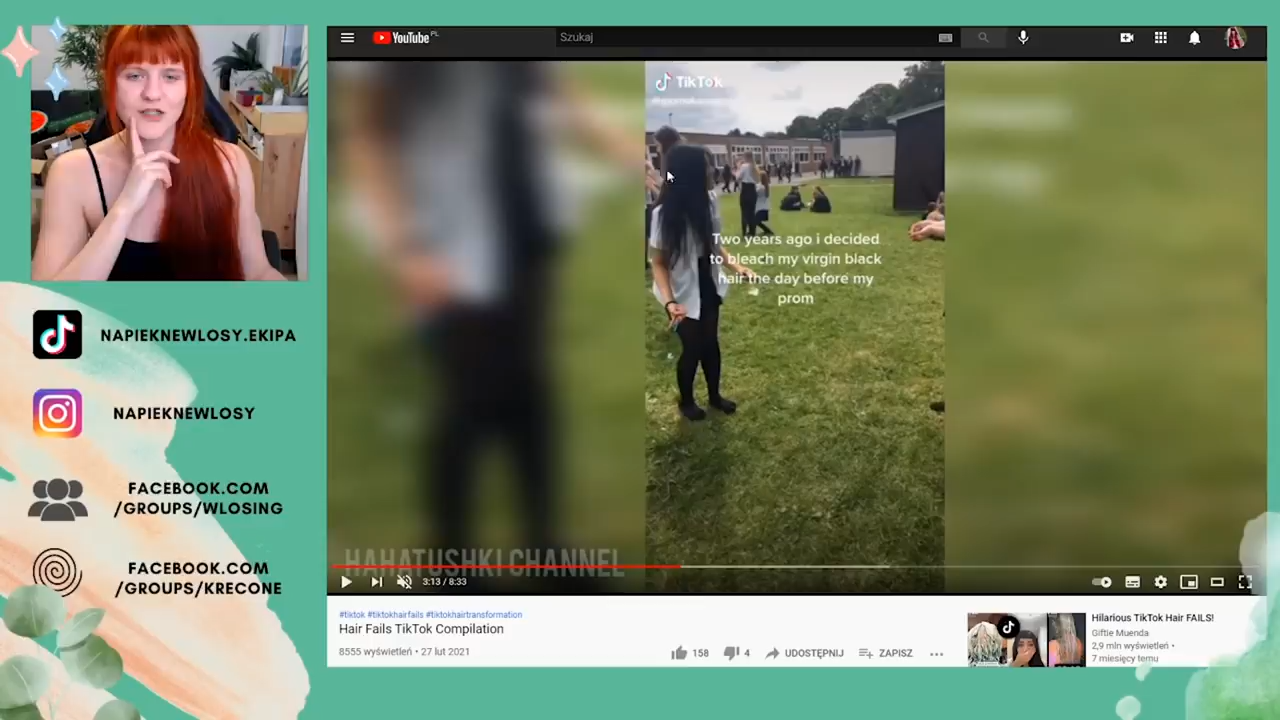 NAPIEKNEWLOSY.EKIPA
NAPIEKNEWLOSY
FACEBOOK.COM
/GROUPS/WLOSING
FACEBOOK.COM
/GROUPS/KRECONE
YouTube PL
Szukaj
TikTok
Two years ago i decided
to bleach my virgin black
hair the day before my
prom
HAHATUSHKI CHANNEL
3:13 / 8:33
#tiktok #tiktokhairfails #tiktokhairtransformation
Hair Fails TikTok Compilation
8555 wyświetleń • 27 lut 2021
158
4
UDOSTĘPNIJ
ZAPISZ
Hilarious TikTok Hair FAILS!
Giftie Muenda
2,9 mln wyświetleń •
7 miesięcy temu